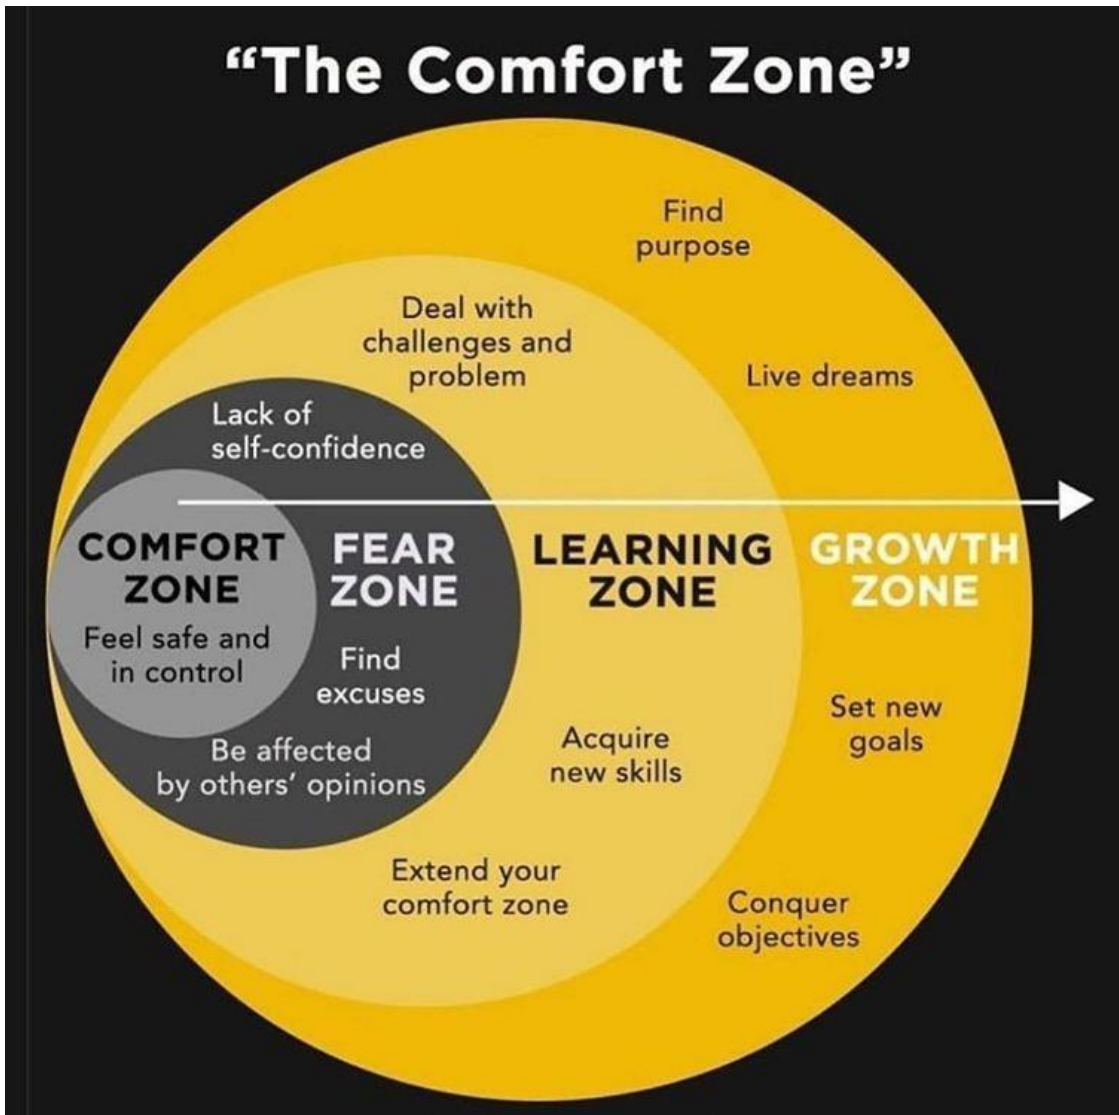 “The Comfort Zone”
Find
purpose
Deal with
challenges and
problem
Live dreams
Lack of
self-confidence
COMFORT
ZONE
Feel safe and
in control
FEAR
ZONE
Find
excuses
Be affected
by others’ opinions
LEARNING
ZONE
Acquire
new skills
Extend your
comfort zone
GROWTH
ZONE
Set new
goals
Conquer
objectives